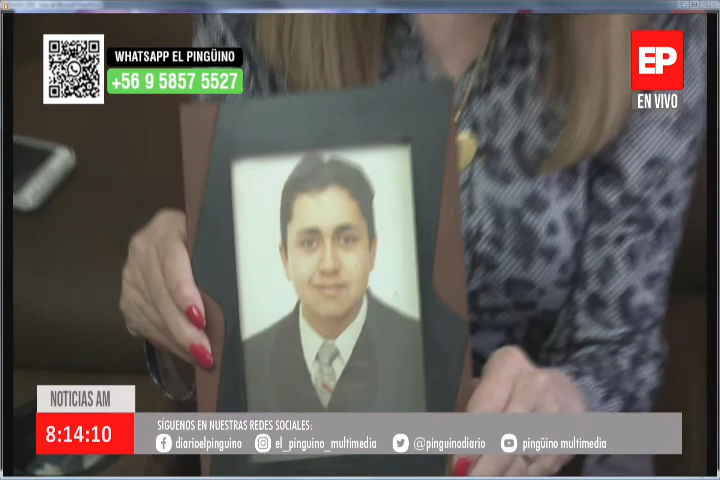 WHATSAPP EL PINGÜINO
+56 9 5857 5527
EP
EN VIVO
NOTICIAS AM
8:14:10
SÍGUENOS EN NUESTRAS REDES SOCIALES:
diarioelpinguino el_pinguino_multimedia @pinguinodiario pingüino multimedia